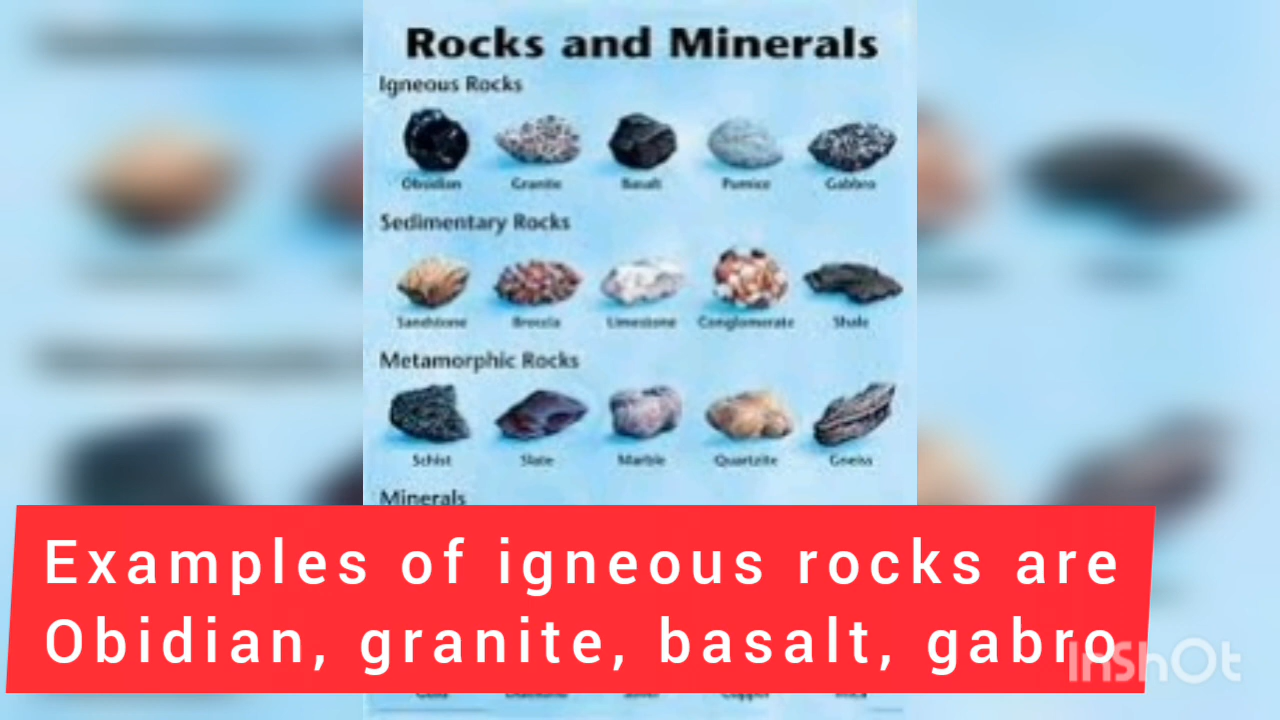 Rocks and Minerals
Igneous Rocks
Obsidian Granite Basalt Pumice Gabbro
Sedimentary Rocks
Sandstone Breccia Limestone Conglomerate Shale
Metamorphic Rocks
Schist Slate Marble Quartzite Gneiss
Minerals
Examples of igneous rocks are
Obidian, granite, basalt, gabro
InShOt